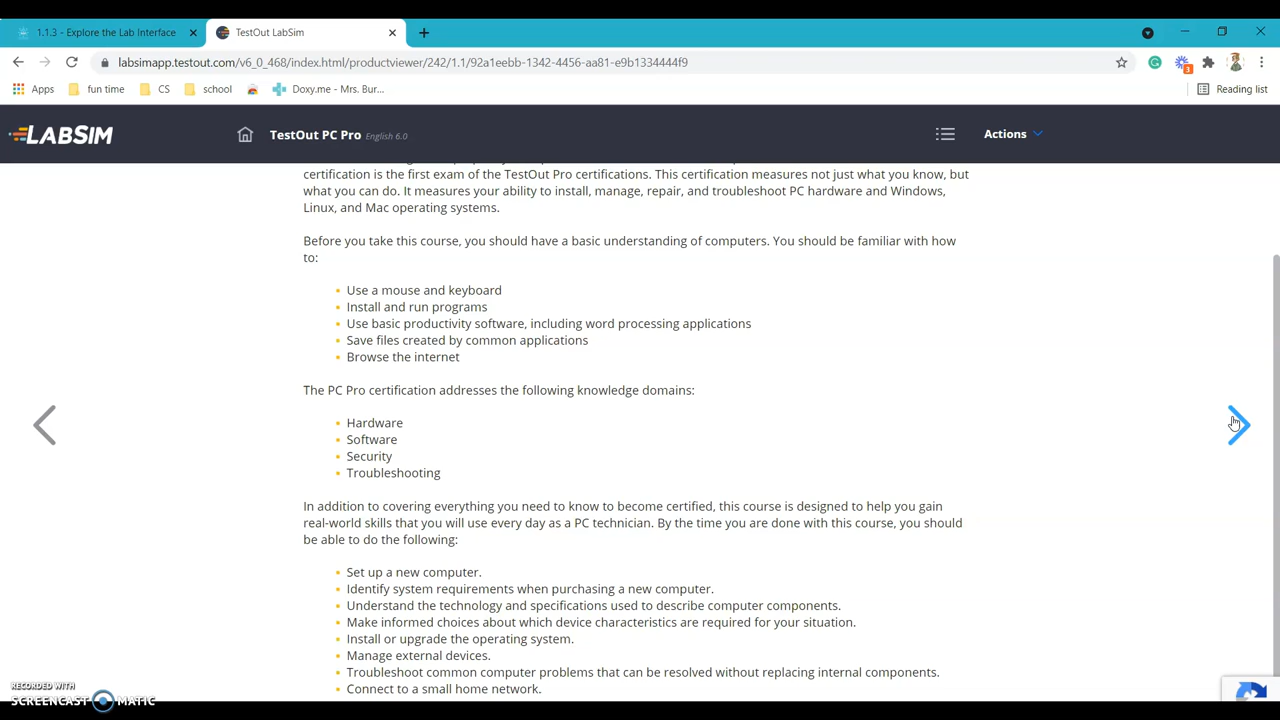 1.1.3 - Explore the Lab Interface
TestOut LabSim
labsimapp.testout.com/v6_0_468/index.html/productviewer/242/1.1/92a1eebb-1342-4456-aa81-e9b1334444f9
3
Apps
fun time
CS
school
Doxy.me - Mrs. Bur...
Reading list
LABSIM
TestOut PC Pro English 6.0
Actions
certification is the first exam of the TestOut Pro certifications. This certification measures not just what you know, but
what you can do. It measures your ability to install, manage, repair, and troubleshoot PC hardware and Windows,
Linux, and Mac operating systems.
Before you take this course, you should have a basic understanding of computers. You should be familiar with how
to:
Use a mouse and keyboard
Install and run programs
Use basic productivity software, including word processing applications
Save files created by common applications
Browse the internet
The PC Pro certification addresses the following knowledge domains:
Hardware
Software
Security
Troubleshooting
In addition to covering everything you need to know to become certified, this course is designed to help you gain
real-world skills that you will use every day as a PC technician. By the time you are done with this course, you should
be able to do the following:
Set up a new computer.
Identify system requirements when purchasing a new computer.
Understand the technology and specifications used to describe computer components.
Make informed choices about which device characteristics are required for your situation.
Install or upgrade the operating system.
Manage external devices.
Troubleshoot common computer problems that can be resolved without replacing internal components.
Connect to a small home network.
RECORDED WITH
SCREENCAST MATIC